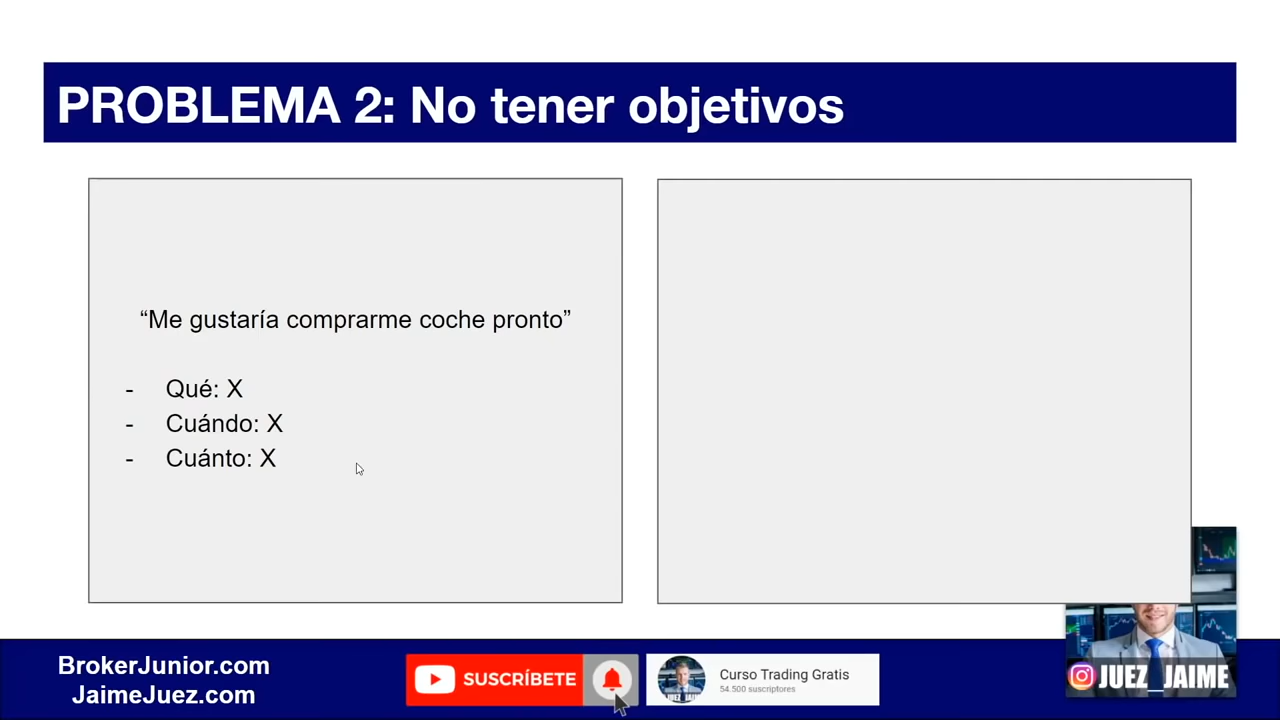 PROBLEMA 2: No tener objetivos
“Me gustaría comprarme coche pronto”
- Qué: X
- Cuándo: X
- Cuánto: X
BrokerJunior.com
JaimeJuez.com
SUSCRÍBETE
Curso Trading Gratis
54.500 suscriptores
JUEZ_JAIME
JUEZ_JAIME